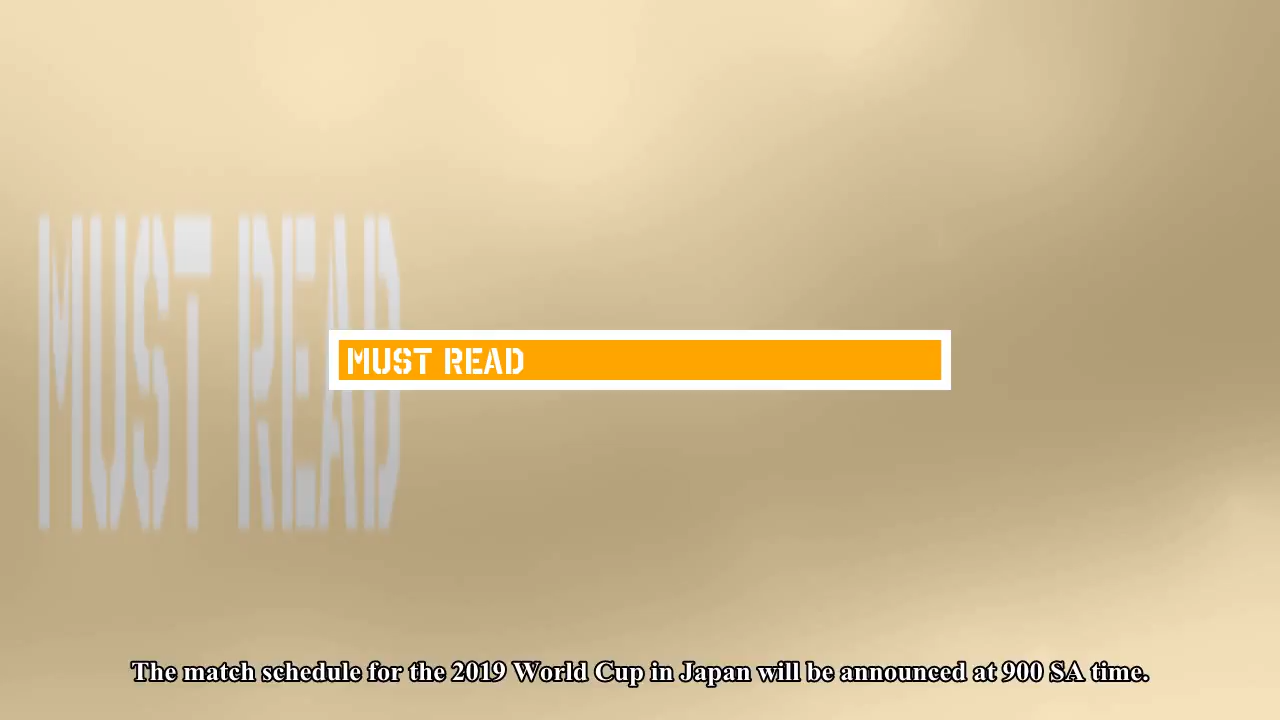 MUST READ
MUST READ
The match schedule for the 2019 World Cup in Japan will be announced at 900 SA time.